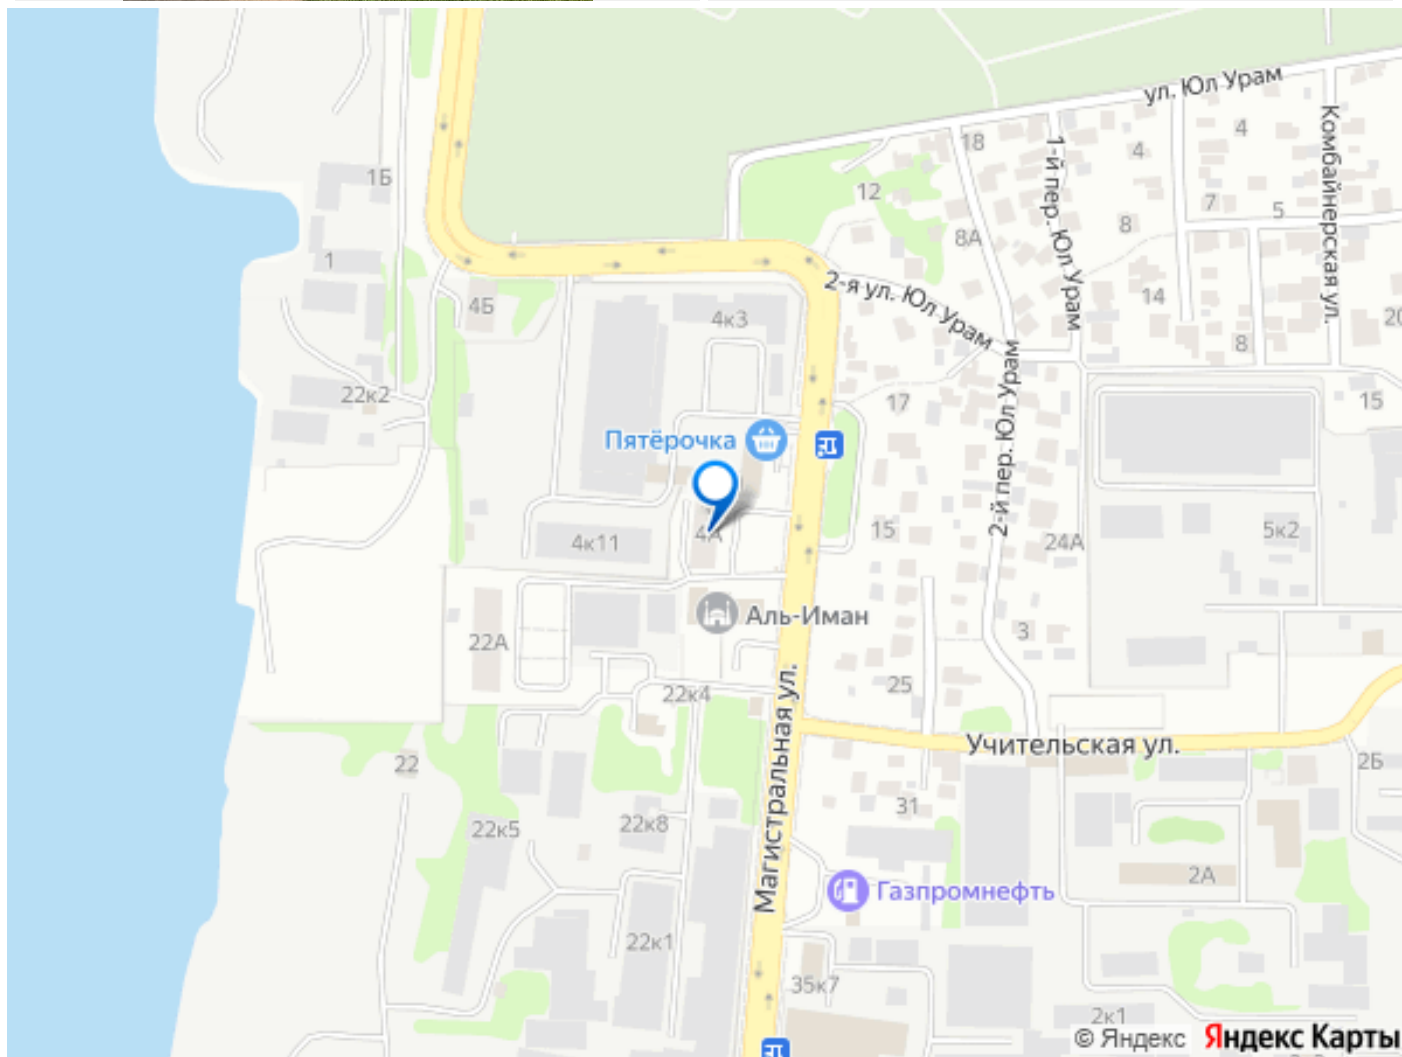 ул. Юл Урам
Комбайнерская ул.
1-й пер. Юл Урам
18
4
4
1Б
12
7
5
8А
8
1
2-я ул. Юл Урам
14
4Б
4к3
20
8
22к2
17
15
Пятёрочка
2-й пер. Юл Урам
4А
15
5к2
4к11
24А
Аль-Иман
3
22А
25
22к4
Магистральная ул.
Учительская ул.
22
2Б
31
22к5
22к8
2А
Газпромнефть
22к1
35к7
2к1
© Яндекс Яндекс Карты